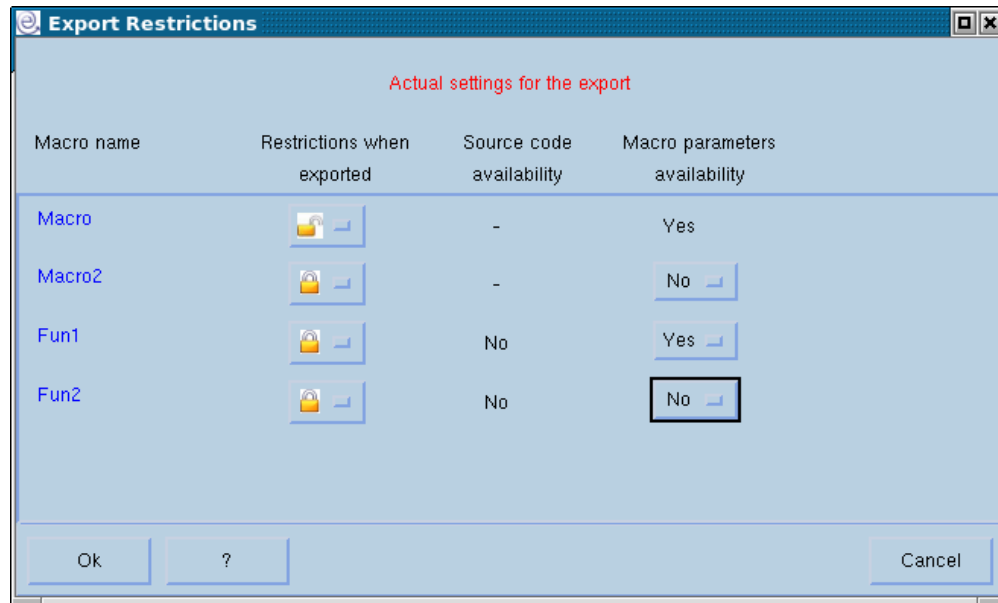 Export Restrictions
Actual settings for the export
Macro name Restrictions when exported Source code availability Macro parameters availability
Macro - Yes
Macro2 - No
Fun1 No Yes
Fun2 No No
Ok ? Cancel